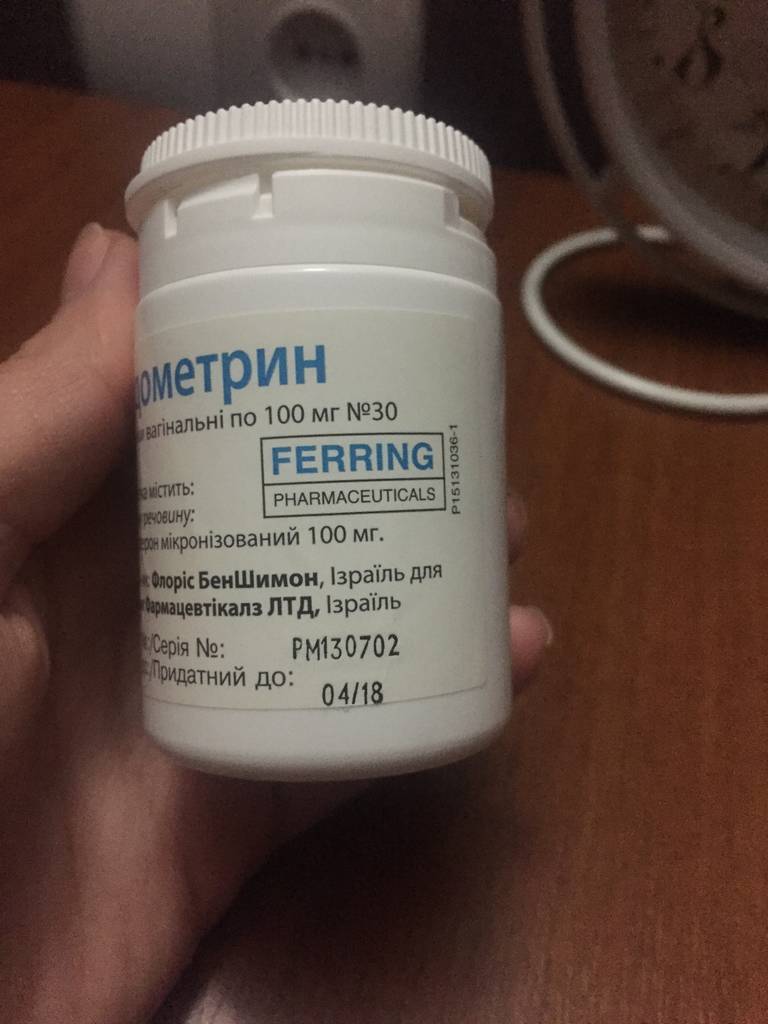 дометрин
вагінальні по 100 мг №30
FERRING
PHARMACEUTICALS
P15131036-1
містить:
речовину:
мікронізований 100 мг.
Флоріс БенШимон, Ізраїль для
Фармацевтікалз ЛТД, Ізраїль
/Серія №: PM130702
/Придатний до: 04/18